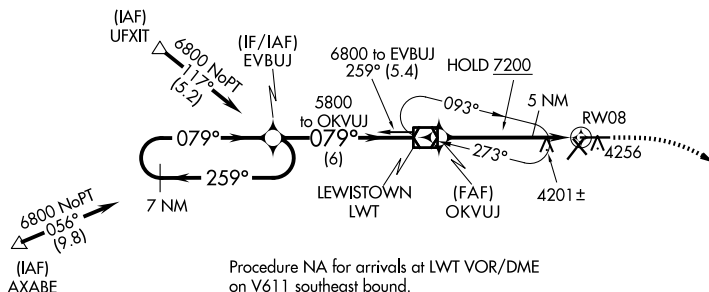 (IAF)
UFXIT
6800 NoPT
117°
(5.2)
(IF/IAF)
EVBUJ
6800 to EVBUJ
259° (5.4)
HOLD 7200
5800
to OKVUJ
093°
5 NM
RW08
079°
079°
(6)
4256
259°
273°
7 NM
LEWISTOWN
LWT
(FAF)
OKVUJ
4201±
6800 NoPT
056°
(9.8)
(IAF)
AXABE
Procedure NA for arrivals at LWT VOR/DME
on V611 southeast bound.